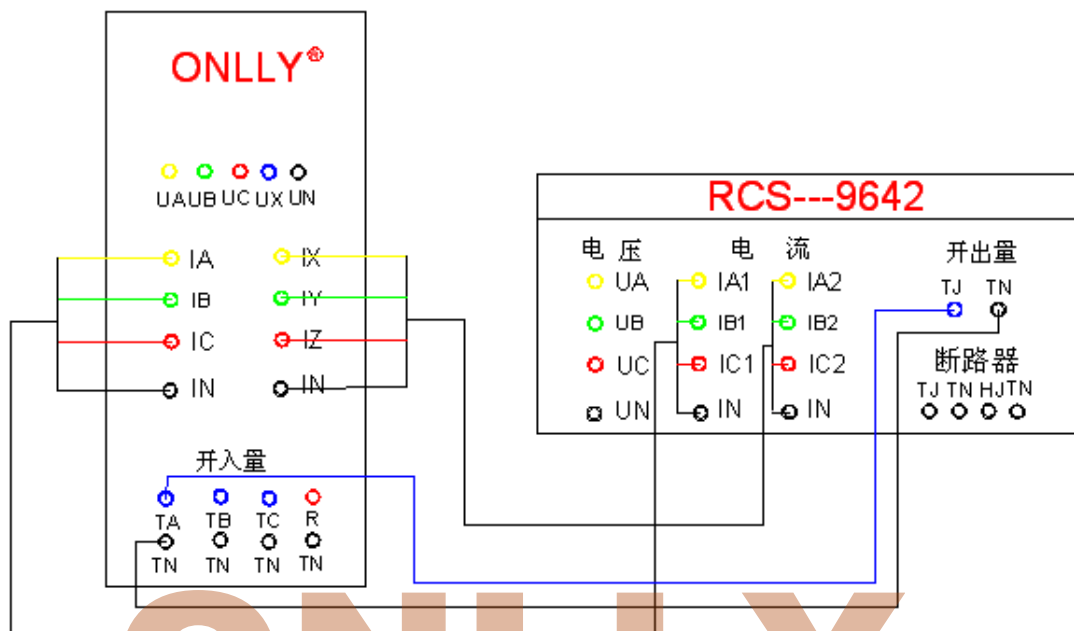 ONLLY®
UA UB UC UX UN
IA IX
IB IY
IC IZ
IN IN
开入量
TA TB TC R
TN TN TN TN
RCS---9642
电压 电流 开出量
UA IA1 IA2 TJ TN
UB IB1 IB2
UC IC1 IC2 断路器
TJ TN HJ TN
UN IN IN
ONLLY